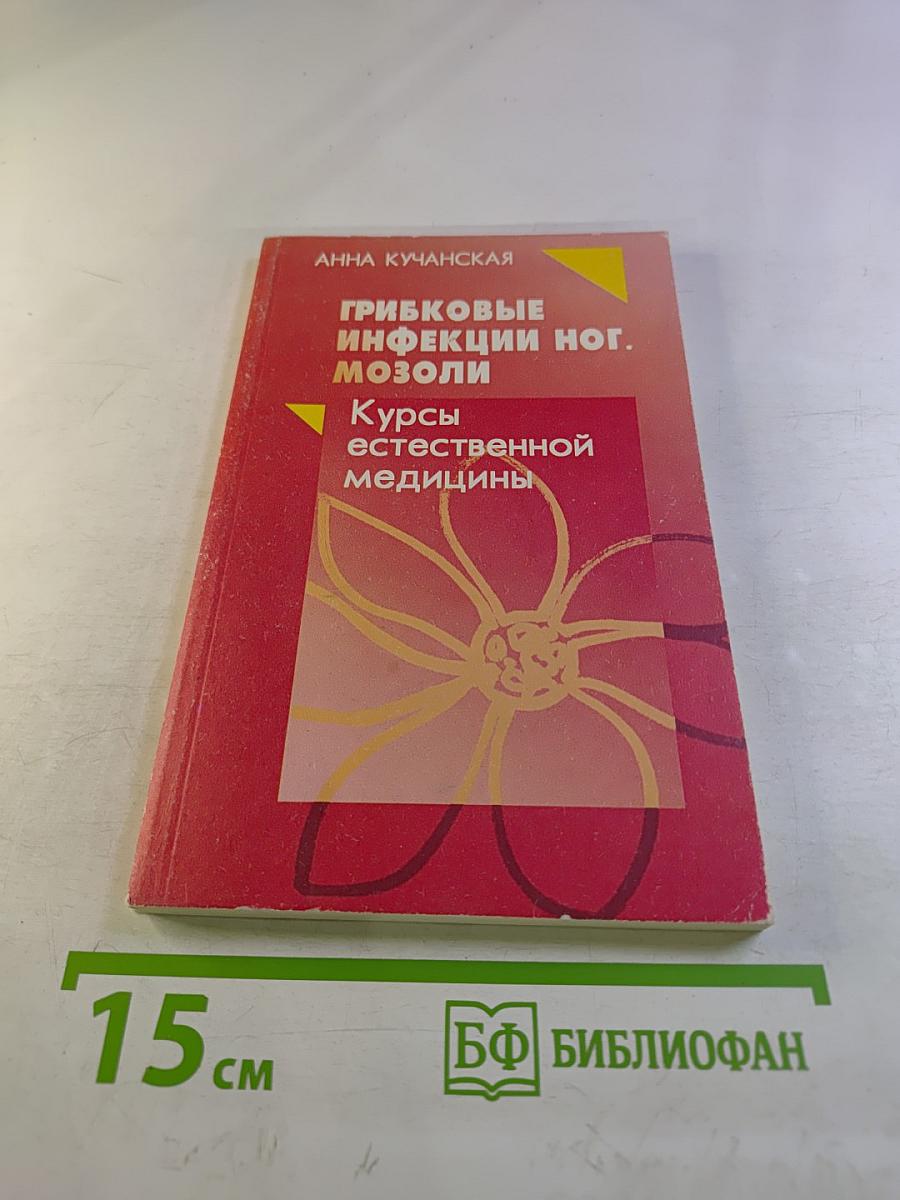 АННА КУЧАНСКАЯ
ГРИБКОВЫЕ
ИНФЕКЦИИ НОГ.
МОЗОЛИ
Курсы
естественной
медицины
15 см
БФ БИБЛИОФАН